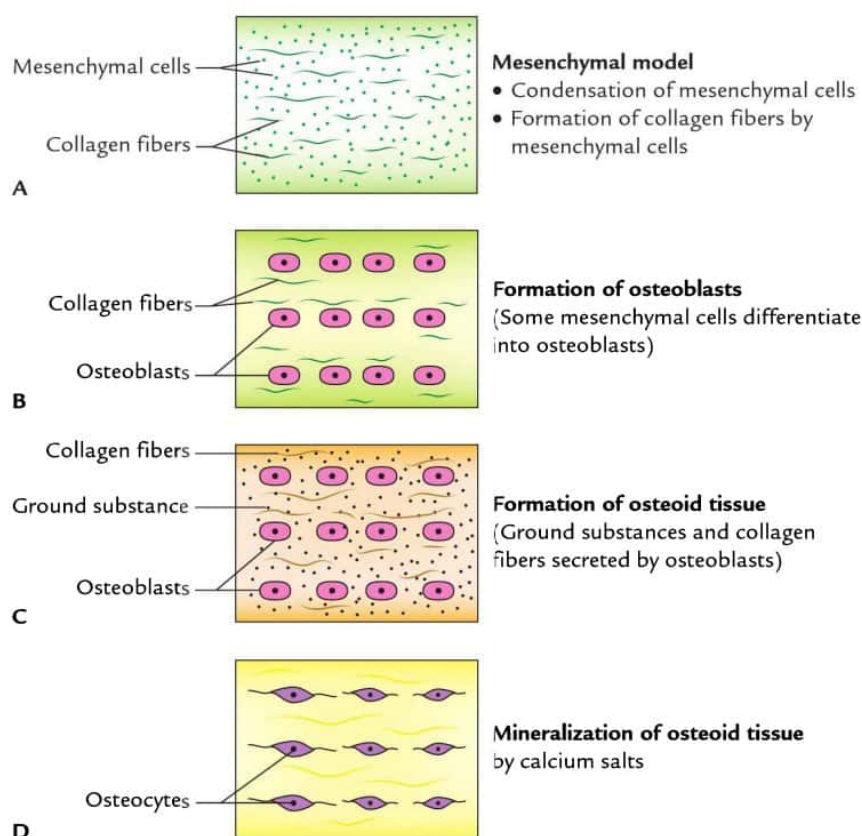 Mesenchymal cells
Collagen fibers
A
Mesenchymal model
• Condensation of mesenchymal cells
• Formation of collagen fibers by
mesenchymal cells
Collagen fibers
Osteoblasts
B
Formation of osteoblasts
(Some mesenchymal cells differentiate
into osteoblasts)
Collagen fibers
Ground substance
Osteoblasts
C
Formation of osteoid tissue
(Ground substances and collagen
fibers secreted by osteoblasts)
Osteocytes
D
Mineralization of osteoid tissue
by calcium salts